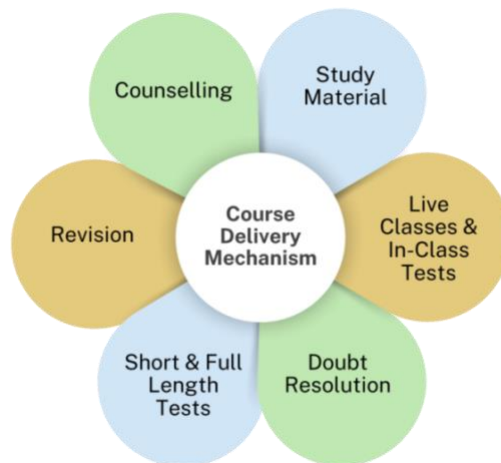 Counselling
Study
Material
Live
Classes &
In-Class
Tests
Doubt
Resolution
Short & Full
Length
Tests
Revision
Course
Delivery
Mechanism